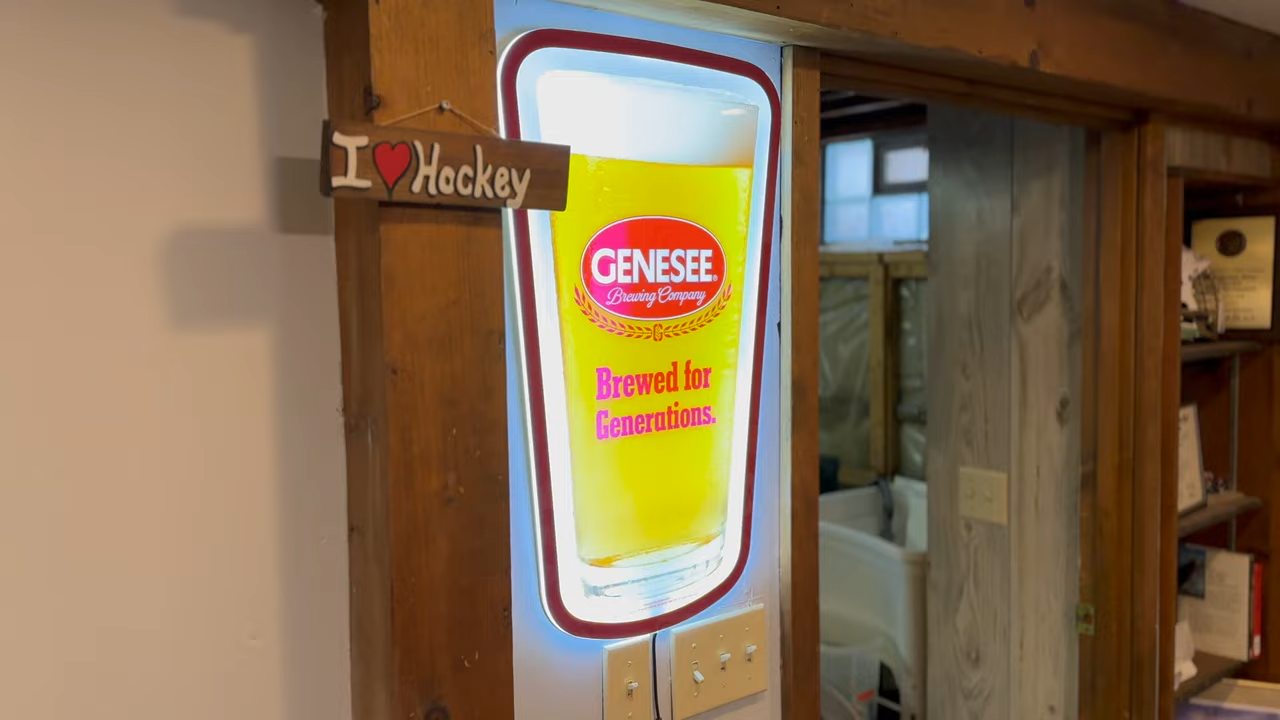 I ❤ Hockey
GENESEE®
Brewing Company
G
Brewed for
Generations.